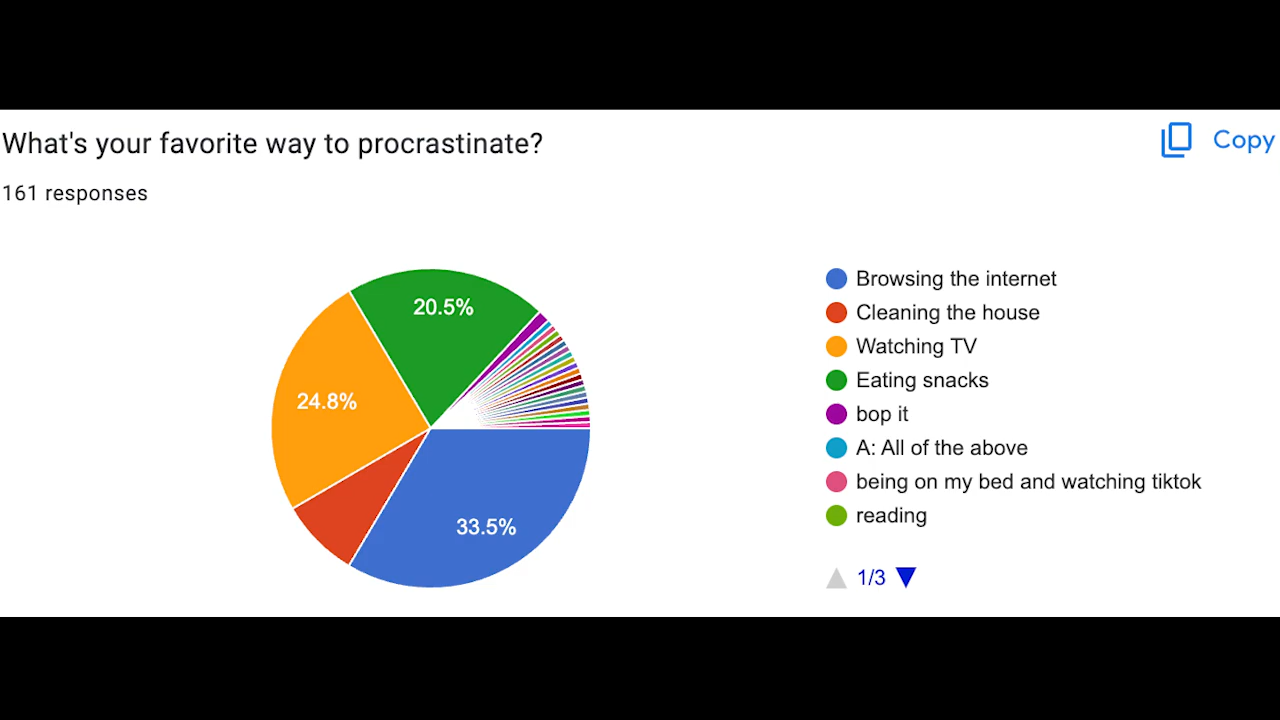 What's your favorite way to procrastinate?
Copy
161 responses
20.5%
24.8%
33.5%
Browsing the internet
Cleaning the house
Watching TV
Eating snacks
bop it
A: All of the above
being on my bed and watching tiktok
reading
1/3